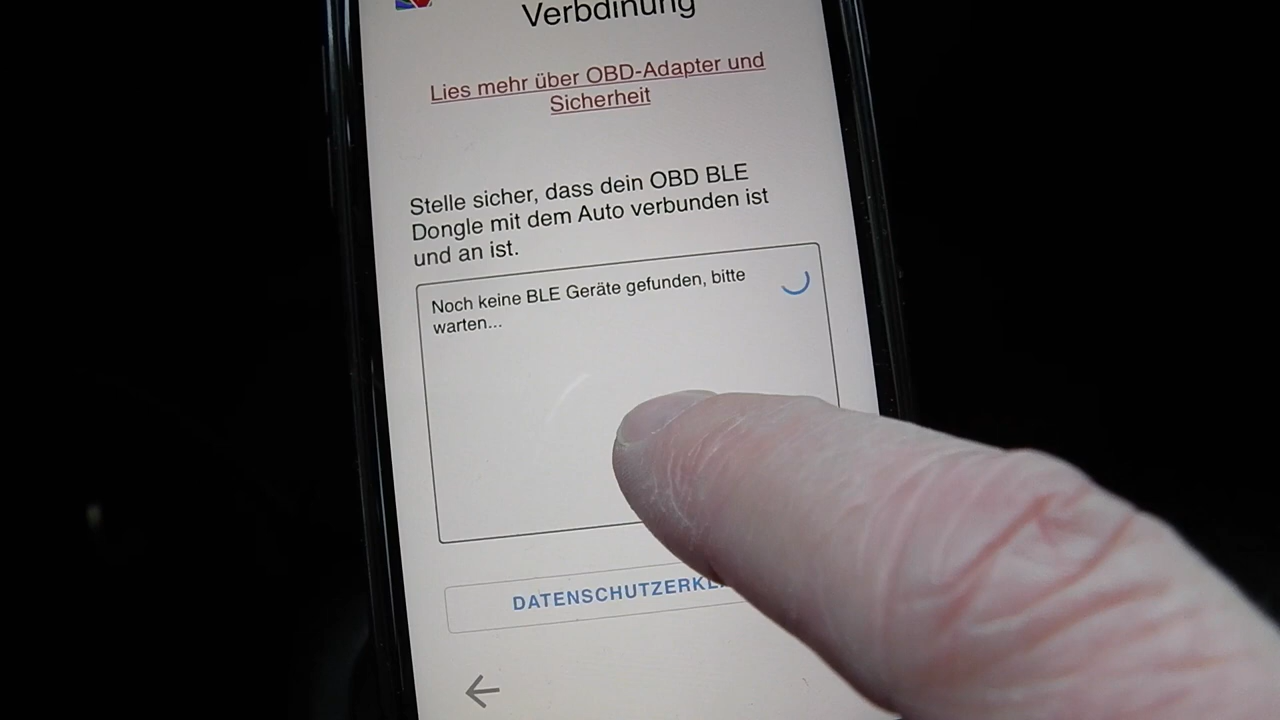 Verbdinung
Lies mehr über OBD-Adapter und
Sicherheit
Stelle sicher, dass dein OBD BLE
Dongle mit dem Auto verbunden ist
und an ist.
Noch keine BLE Geräte gefunden, bitte
warten...
DATENSCHUTZERKL